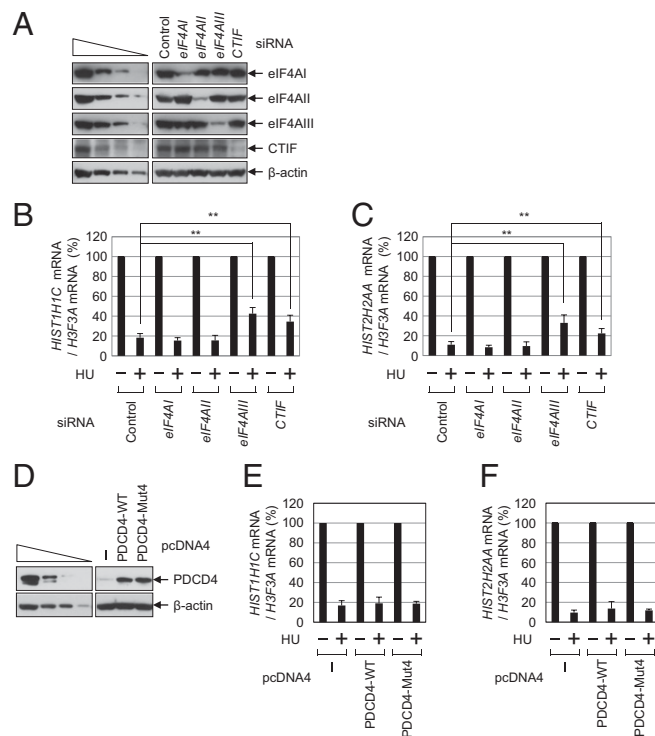 A
Control
eIF4AI
eIF4AII
eIF4AIII
CTIF
siRNA
eIF4AI
eIF4AII
eIF4AIII
CTIF
β-actin
B
**
**
HIST1H1C mRNA
/ H3F3A mRNA (%)
120
100
80
60
40
20
0
HU
− + − + − + − + − +
siRNA
Control
eIF4AI
eIF4AII
eIF4AIII
CTIF
C
**
**
HIST2H2AA mRNA
/ H3F3A mRNA (%)
120
100
80
60
40
20
0
HU
− + − + − + − + − +
siRNA
Control
eIF4AI
eIF4AII
eIF4AIII
CTIF
D
−
PDCD4-WT
PDCD4-Mut4
pcDNA4
PDCD4
β-actin
E
HIST1H1C mRNA
/ H3F3A mRNA (%)
120
100
80
60
40
20
0
HU
− + − + − +
pcDNA4
−
PDCD4-WT
PDCD4-Mut4
F
HIST2H2AA mRNA
/ H3F3A mRNA (%)
120
100
80
60
40
20
0
HU
− + − + − +
pcDNA4
−
PDCD4-WT
PDCD4-Mut4